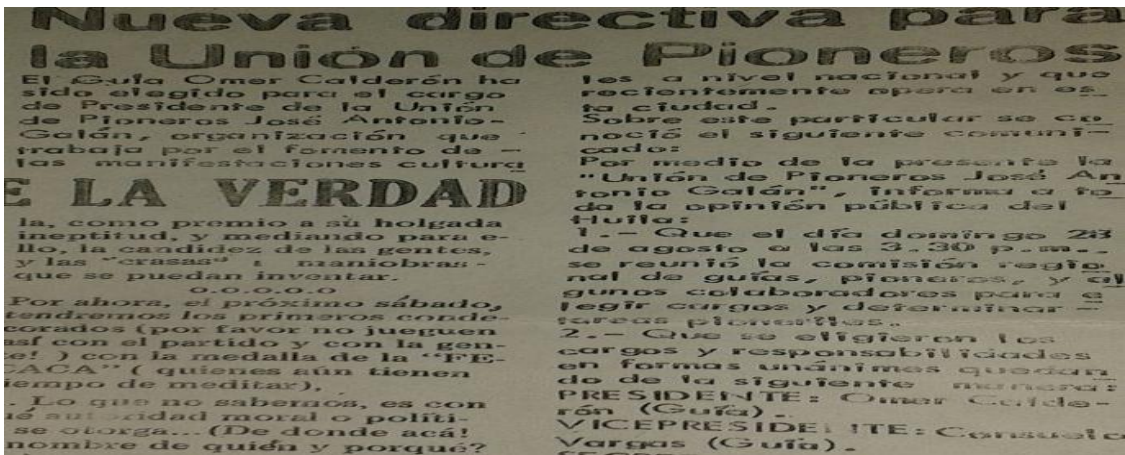 Nueva directiva para
la Unión de Pioneros
El Guía Omer Calderón ha
sido elegido para el cargo
de Presidente de la Unión
de Pioneros José Antonio-
Galán, organización que
trabaja por el fomento de -
las manifestaciones cultura
les a nivel nacional y que
recientemente opera en es_
ta ciudad.
Sobre este particular se co_
noció el siguiente comuni-
cado:
Por medio de la presente la
"Unión de Pioneros José An_
tonio Galán", informa a to_
da la opinión pública del
Huila:
1.- Que el día domingo 23
de agosto a las 3.30 p.m..
se reunió la comisión regio_
nal de guías, pioneros, y al
gunos colaboradores para e_
legir cargos y determinar -
tareas pioneriles.
2.- Que se eligieron los
cargos y responsabilidades
en formas unánimes quedan_
do de la siguiente manera:
PRESIDENTE: Omer Calde-
rón (Guía).
VICEPRESIDENTE: Consuelo
Vargas (Guía).
E LA VERDAD
la, como premio a sù holgada
ineptitud, y mediando para e-
llo, la candidez de las gentes,
y las "crasas" maniobras-
que se puedan inventar.
o.o.o.o.o
Por ahora, el próximo sábado,
tendremos los primeros conde-
corados (por favor no jueguen
así con el partido y con la gen-
te! ) con la medalla de la "FE-
CACA" ( quienes aún tienen
iempo de meditar),
. Lo que no sabemos, es con
ué autoridad moral o políti-
se otorga... (De donde acá!
nombre de quién y porqué?